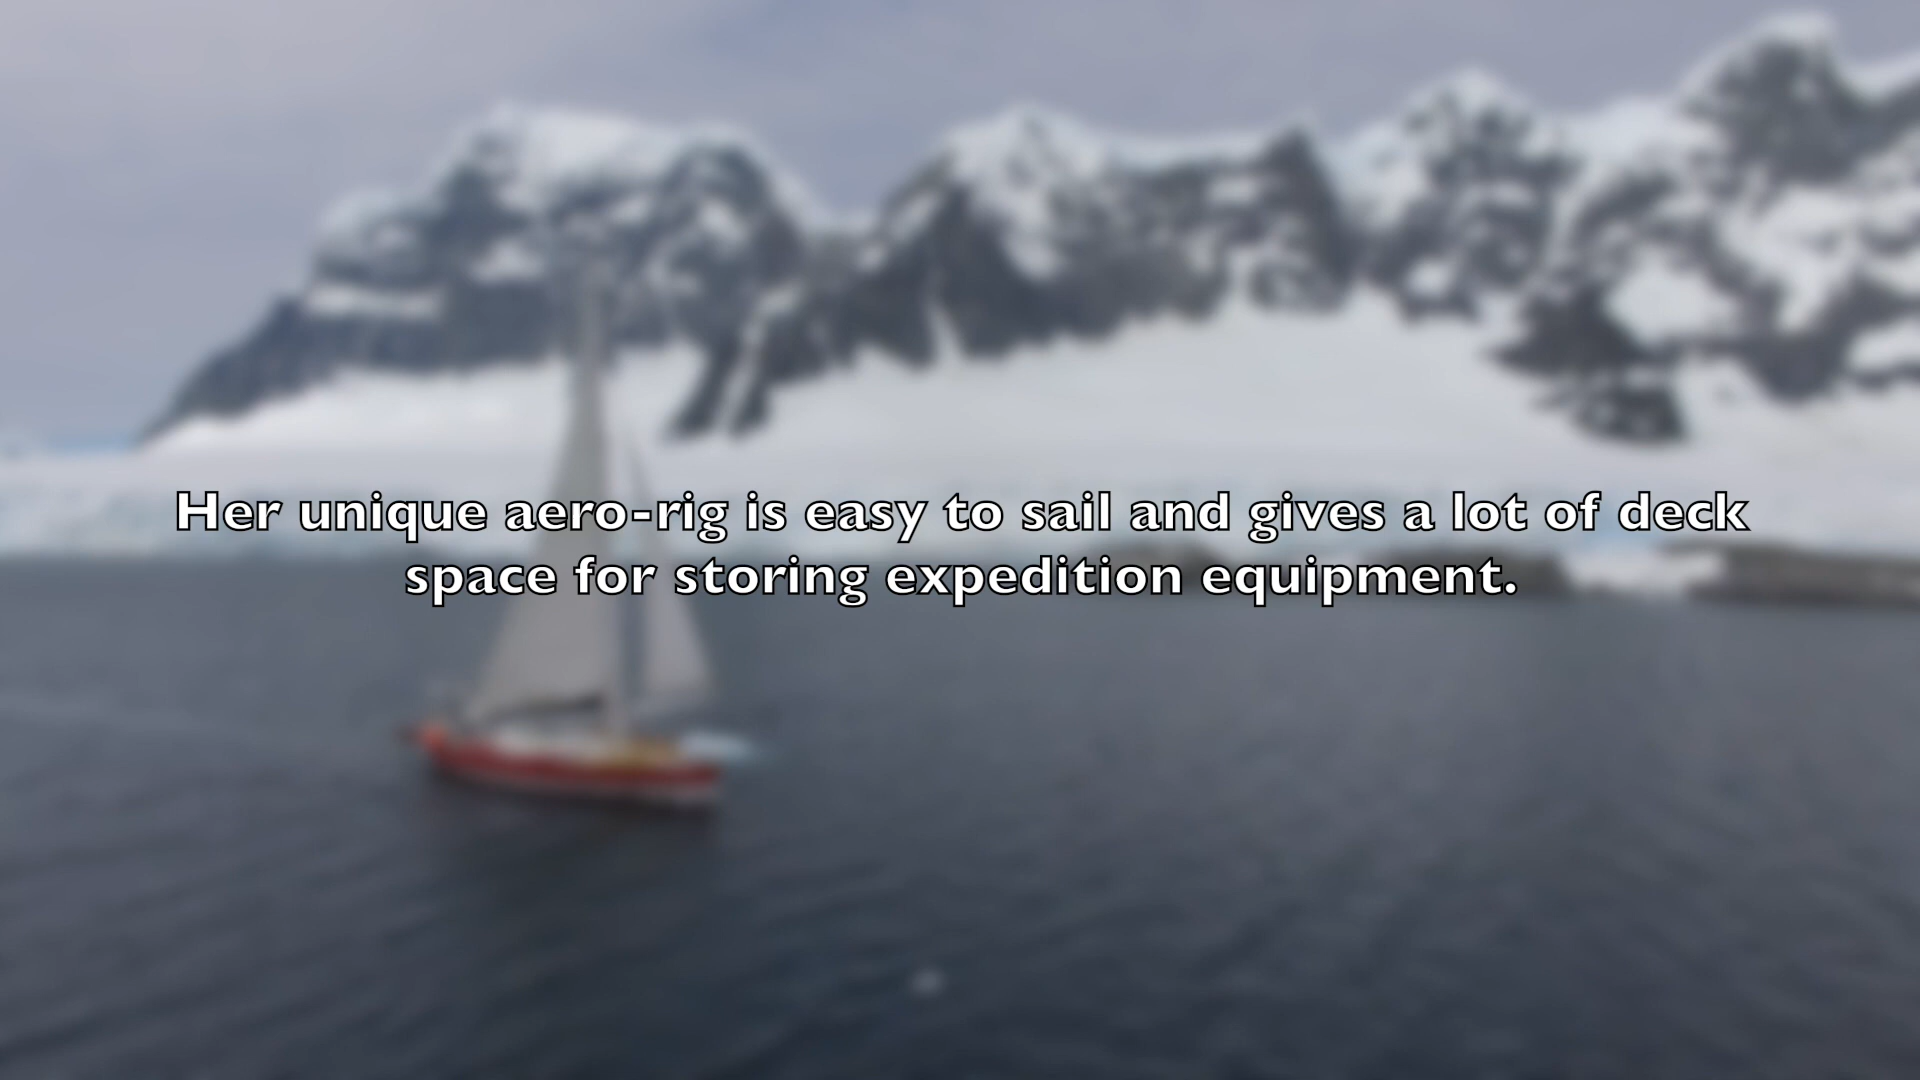 Her unique aero-rig is easy to sail and gives a lot of deck
space for storing expedition equipment.